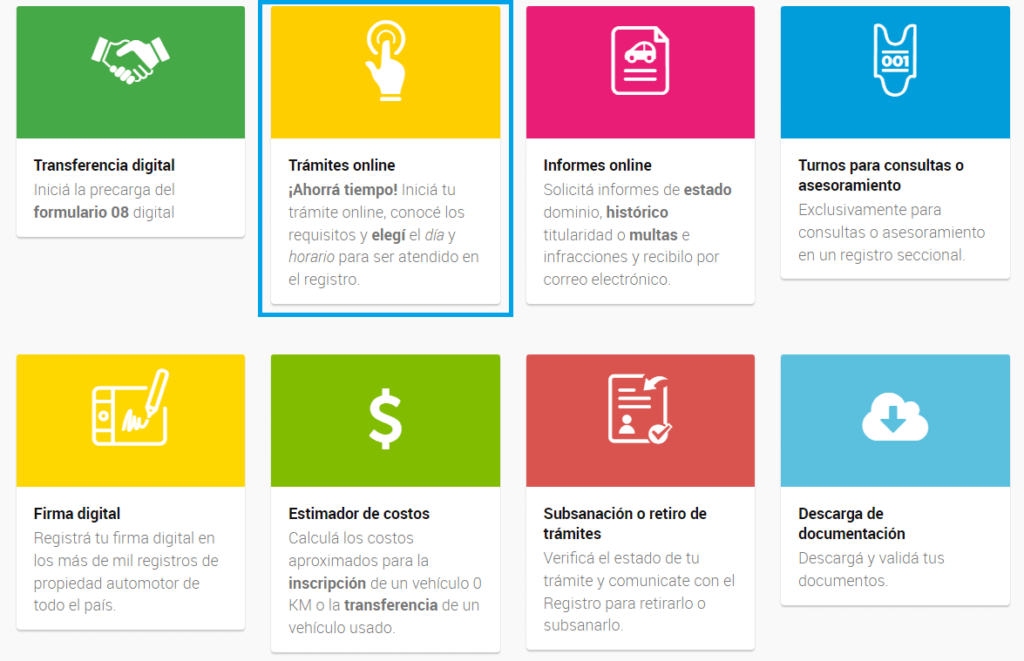 Transferencia digital
Iniciá la precarga del
formulario 08 digital
Trámites online
¡Ahorrá tiempo! Iniciá tu
trámite online, conocé los
requisitos y elegí el día y
horario para ser atendido en
el registro.
Informes online
Solicitá informes de estado
dominio, histórico
titularidad o multas e
infracciones y recibilo por
correo electrónico.
001
Turnos para consultas o
asesoramiento
Exclusivamente para
consultas o asesoramiento
en un registro seccional.
Firma digital
Registrá tu firma digital en
los más de mil registros de
propiedad automotor de
todo el país.
$
Estimador de costos
Calculá los costos
aproximados para la
inscripción de un vehículo 0
KM o la transferencia de un
vehículo usado.
Subsanación o retiro de
trámites
Verificá el estado de tu
trámite y comunicate con el
Registro para retirarlo o
subsanarlo.
Descarga de
documentación
Descargá y validá tus
documentos.